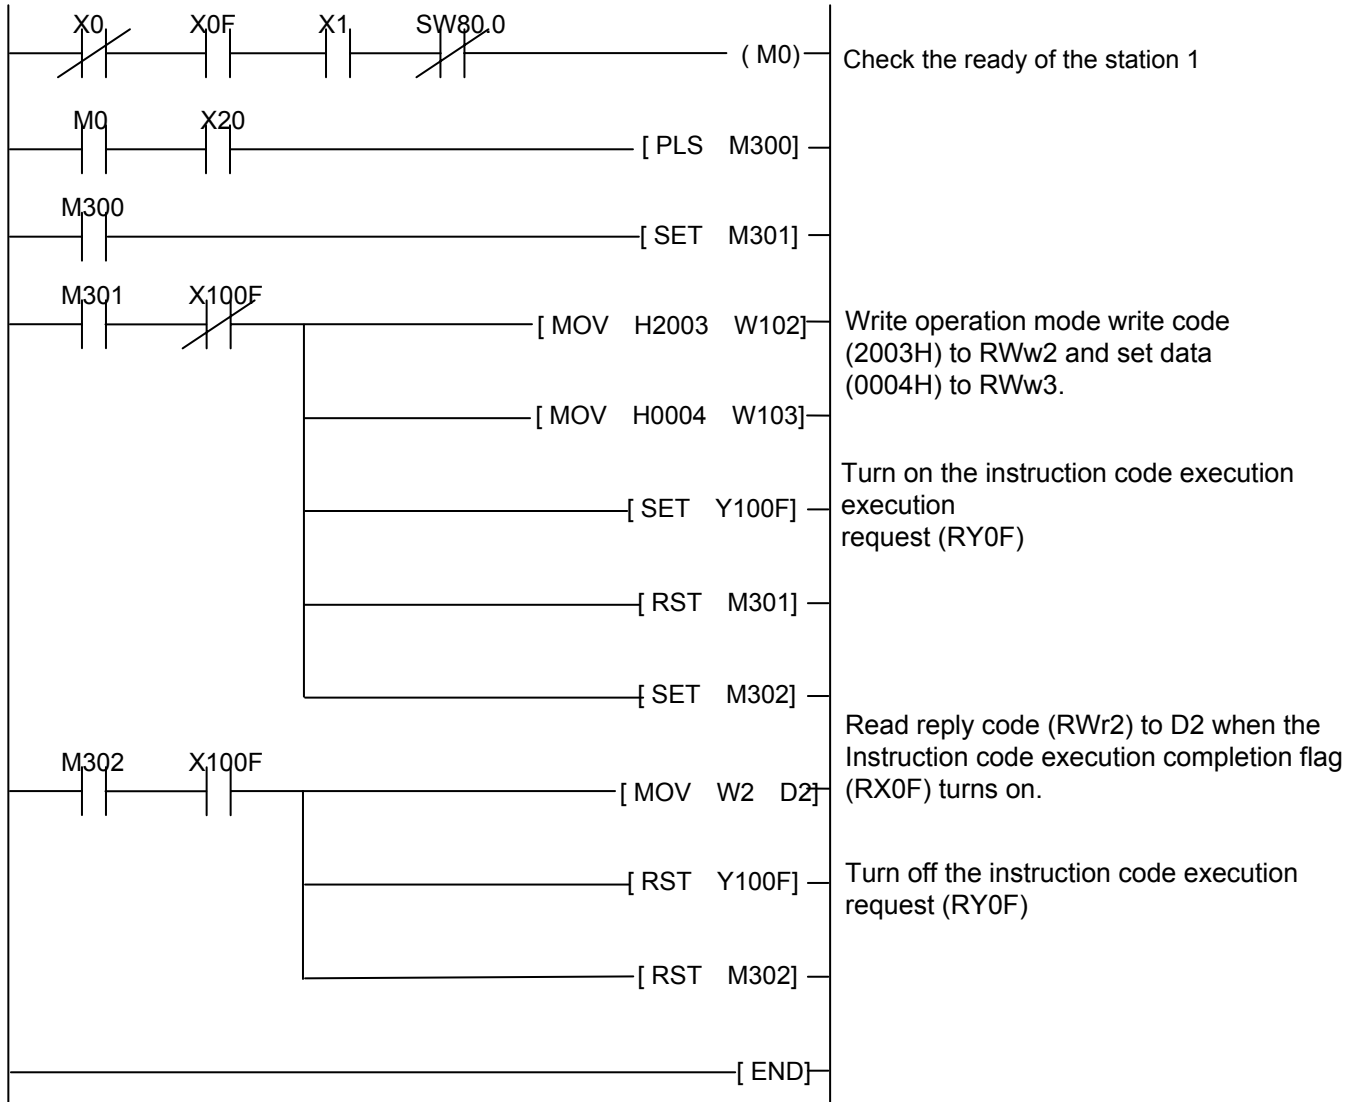 X0 X0F X1 SW80.0
( M0)
Check the ready of the station 1
M0 X20
[ PLS M300]
M300
[ SET M301]
M301 X100F
[ MOV H2003 W102]
Write operation mode write code
(2003H) to RWw2 and set data
(0004H) to RWw3.
[ MOV H0004 W103]
Turn on the instruction code execution
execution
request (RY0F)
[ SET Y100F]
[ RST M301]
[ SET M302]
Read reply code (RWr2) to D2 when the
Instruction code execution completion flag
(RX0F) turns on.
M302 X100F
[ MOV W2 D2]
[ RST Y100F]
Turn off the instruction code execution
request (RY0F)
[ RST M302]
[ END]